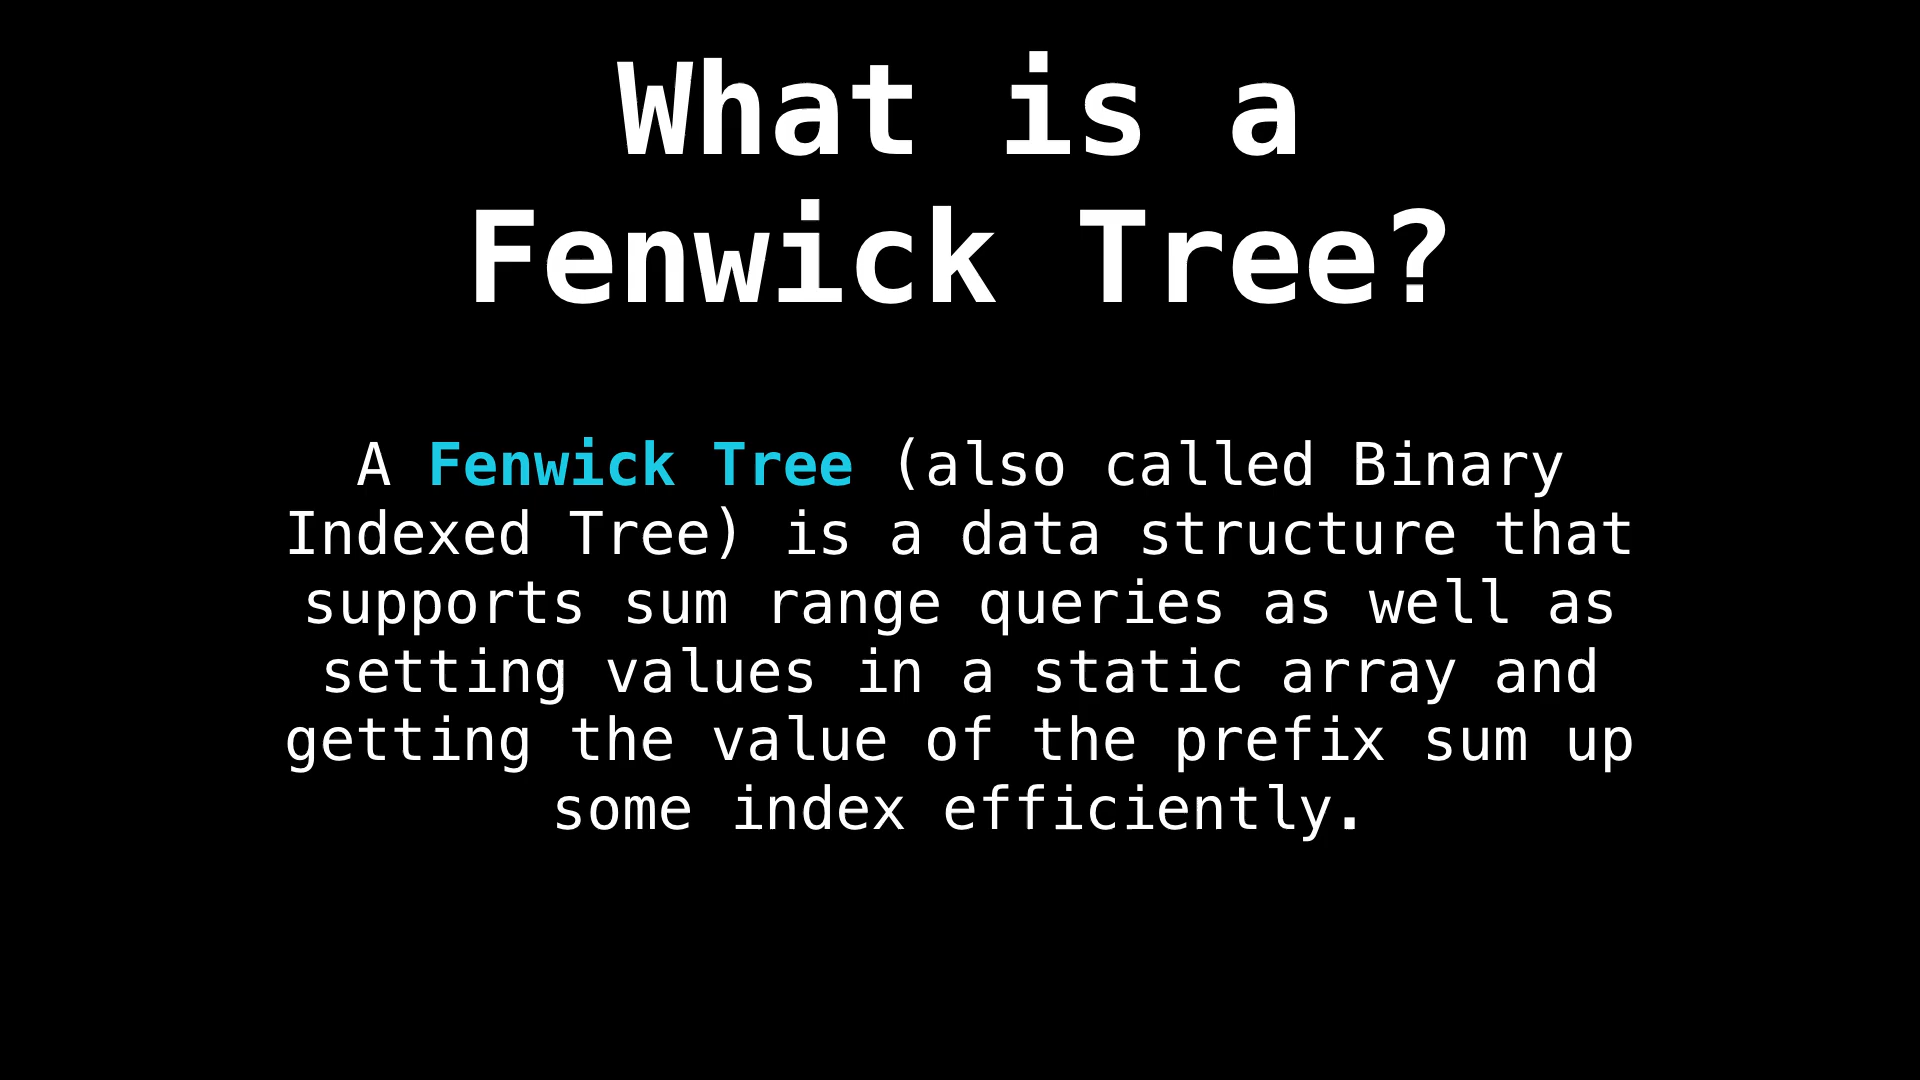 What is a
Fenwick Tree?
A Fenwick Tree (also called Binary
Indexed Tree) is a data structure that
supports sum range queries as well as
setting values in a static array and
getting the value of the prefix sum up
some index efficiently.